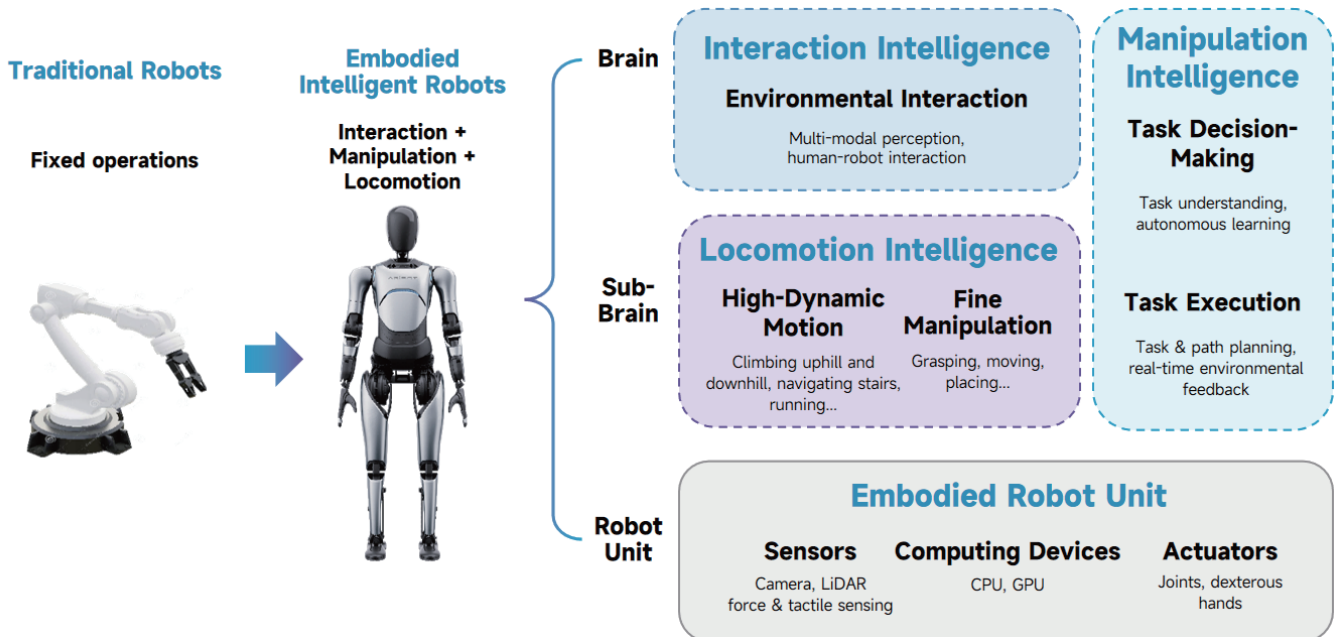 Traditional Robots
Fixed operations
Embodied
Intelligent Robots
Interaction +
Manipulation +
Locomotion
Brain
Interaction Intelligence
Environmental Interaction
Multi-modal perception,
human-robot interaction
Manipulation
Intelligence
Task Decision-
Making
Task understanding,
autonomous learning
Task Execution
Task & path planning,
real-time environmental
feedback
Sub-
Brain
Locomotion Intelligence
High-Dynamic
Motion
Climbing uphill and
downhill, navigating stairs,
running...
Fine
Manipulation
Grasping, moving,
placing...
Robot
Unit
Embodied Robot Unit
Sensors
Camera, LiDAR
force & tactile sensing
Computing Devices
CPU, GPU
Actuators
Joints, dexterous
hands